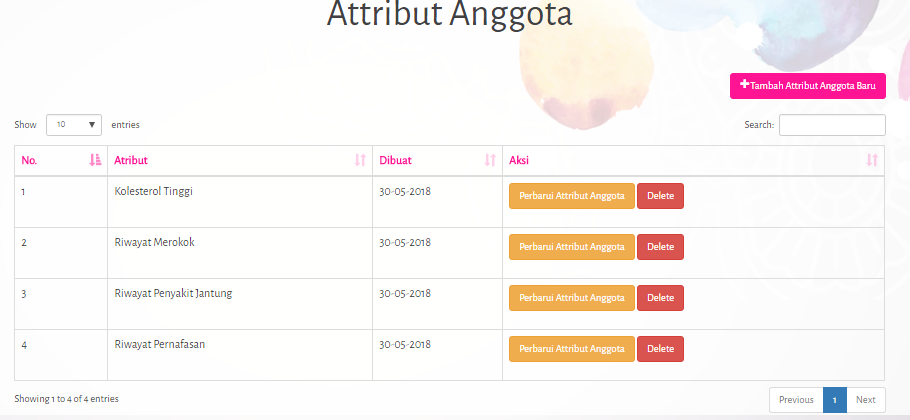 Attribut Anggota
+Tambah Attribut Anggota Baru
Show 10 entries Search:
No. Atribut Dibuat Aksi
1 Kolesterol Tinggi 30-05-2018 Perbarui Attribut Anggota Delete
2 Riwayat Merokok 30-05-2018 Perbarui Attribut Anggota Delete
3 Riwayat Penyakit Jantung 30-05-2018 Perbarui Attribut Anggota Delete
4 Riwayat Pernafasan 30-05-2018 Perbarui Attribut Anggota Delete
Showing 1 to 4 of 4 entries Previous 1 Next